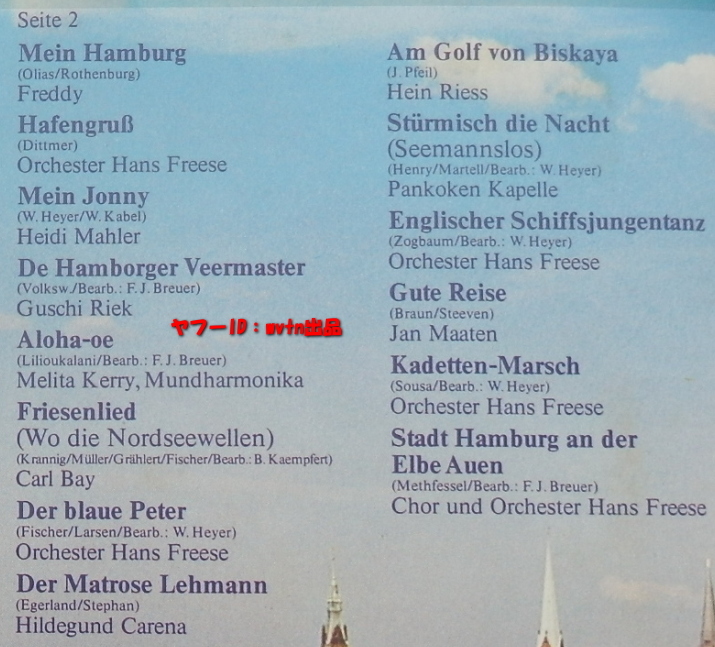 Seite 2
Mein Hamburg
(Olias/Rothenburg)
Freddy
Hafengruß
(Dittmer)
Orchester Hans Freese
Mein Jonny
(W. Heyer/W. Kabel)
Heidi Mahler
De Hamborger Veermaster
(Volksw./Bearb.: F. J. Breuer)
Guschi Riek
Aloha-oe
(Lilioukalani/Bearb.: F. J. Breuer)
Melita Kerry, Mundharmonika
Friesenlied
(Wo die Nordseewellen)
(Krannig/Müller/Grählert/Fischer/Bearb.: B. Kaempfert)
Carl Bay
Der blaue Peter
(Fischer/Larsen/Bearb.: W. Heyer)
Orchester Hans Freese
Der Matrose Lehmann
(Egerland/Stephan)
Hildegund Carena
Am Golf von Biskaya
(J. Pfeil)
Hein Riess
Stürmisch die Nacht
(Seemannslos)
(Henry/Martell/Bearb.: W. Heyer)
Pankoken Kapelle
Englischer Schiffsjungentanz
(Zogbaum/Bearb.: W. Heyer)
Orchester Hans Freese
Gute Reise
(Braun/Steeven)
Jan Maaten
Kadetten-Marsch
(Sousa/Bearb.: W. Heyer)
Orchester Hans Freese
Stadt Hamburg an der
Elbe Auen
(Methfessel/Bearb.: F. J. Breuer)
Chor und Orchester Hans Freese
ヤフーID：mvtn出品